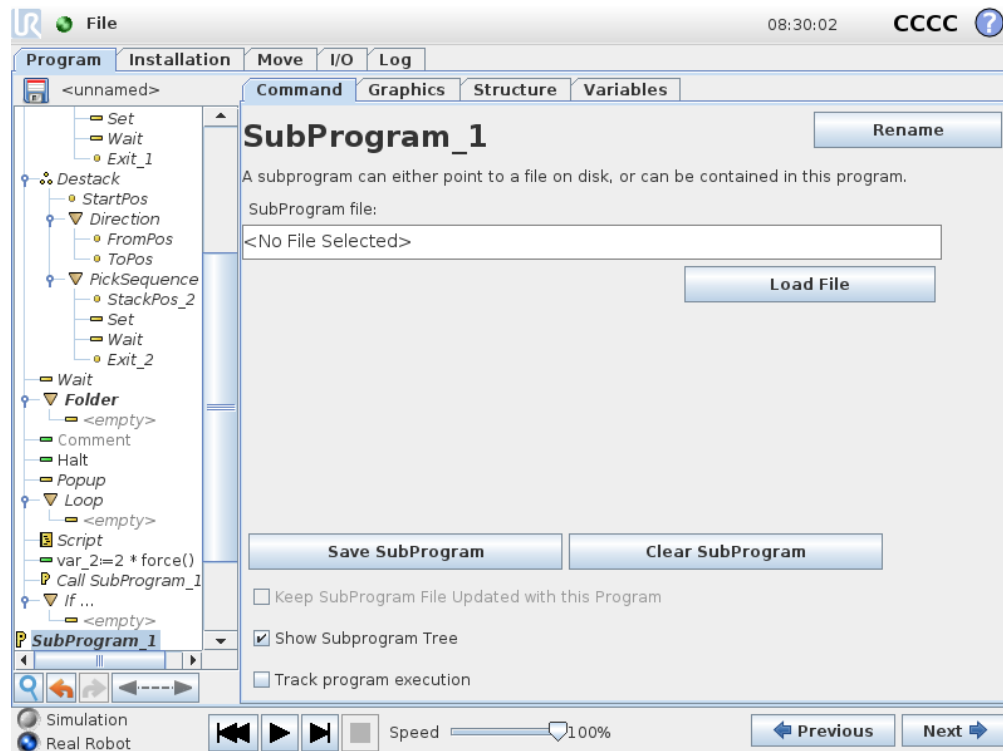 UR File 08:30:02 CCCC ?
Program Installation Move I/O Log
<unnamed>
Command Graphics Structure Variables
Set
Wait
Exit_1
Destack
StartPos
Direction
FromPos
ToPos
PickSequence
StackPos_2
Set
Wait
Exit_2
Wait
Folder
<empty>
Comment
Halt
Popup
Loop
<empty>
Script
var_2:=2 * force()
Call SubProgram_1
If ...
<empty>
SubProgram_1
SubProgram_1
Rename
A subprogram can either point to a file on disk, or can be contained in this program.
SubProgram file:
<No File Selected>
Load File
Save SubProgram
Clear SubProgram
Keep SubProgram File Updated with this Program
Show Subprogram Tree
Track program execution
Simulation
Real Robot
Speed 100%
Previous
Next